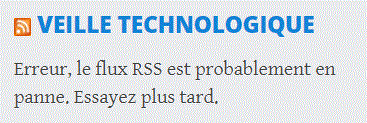 VEILLE TECHNOLOGIQUE
Erreur, le flux RSS est probablement en
panne. Essayez plus tard.